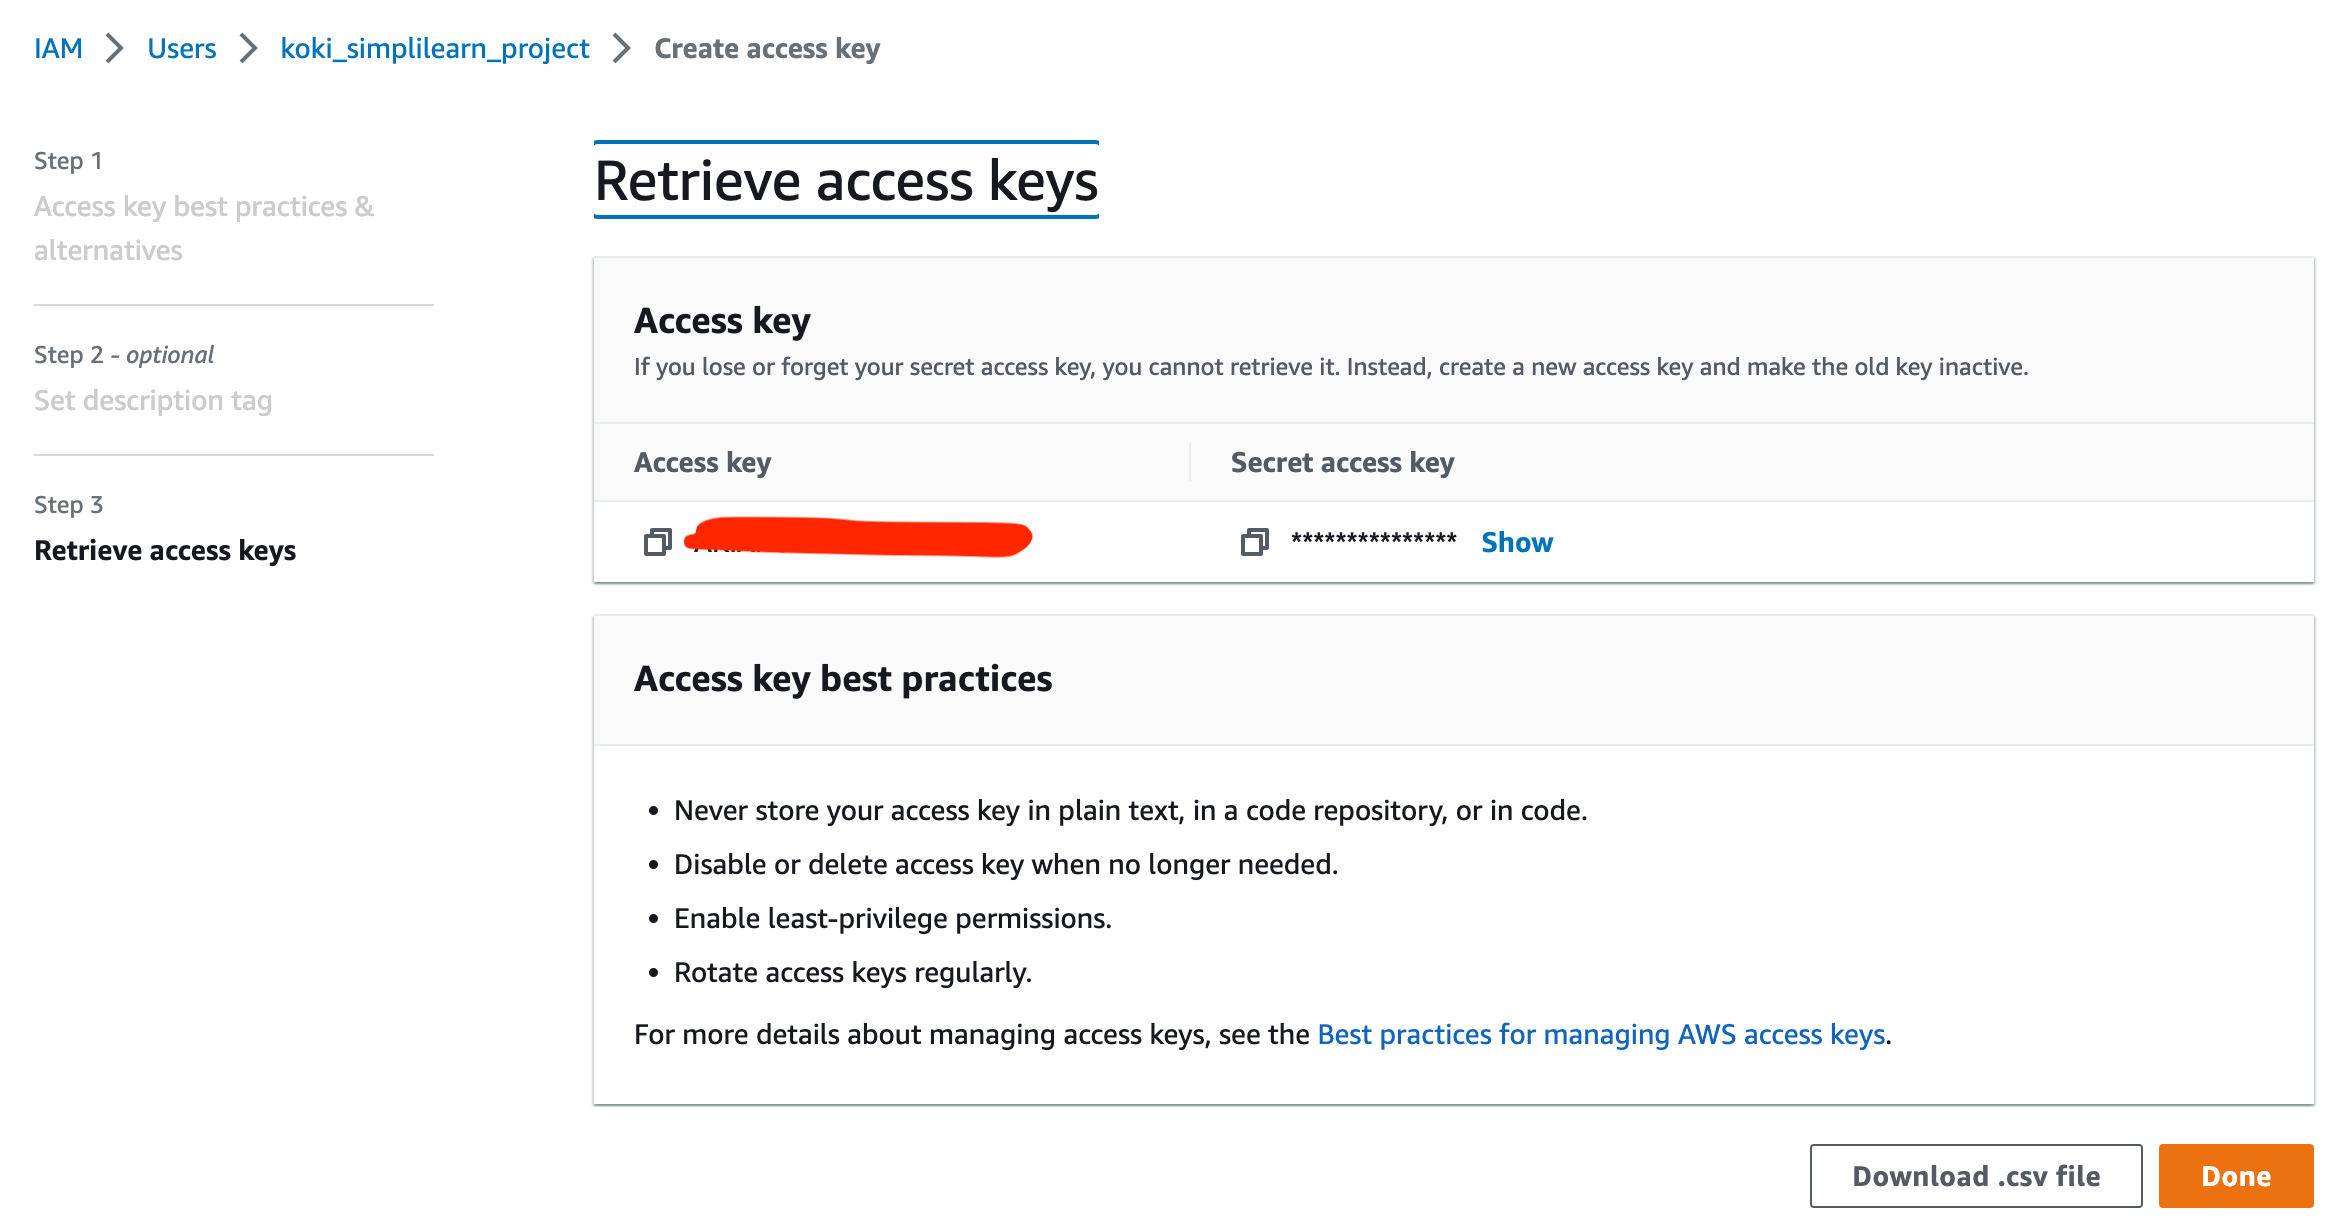 IAM > Users > koki_simplilearn_project > Create access key
Step 1
Access key best practices &
alternatives
Step 2 - optional
Set description tag
Step 3
Retrieve access keys
Retrieve access keys
Access key
If you lose or forget your secret access key, you cannot retrieve it. Instead, create a new access key and make the old key inactive.
Access key Secret access key
*************** Show
Access key best practices
• Never store your access key in plain text, in a code repository, or in code.
• Disable or delete access key when no longer needed.
• Enable least-privilege permissions.
• Rotate access keys regularly.
For more details about managing access keys, see the Best practices for managing AWS access keys.
Download .csv file Done